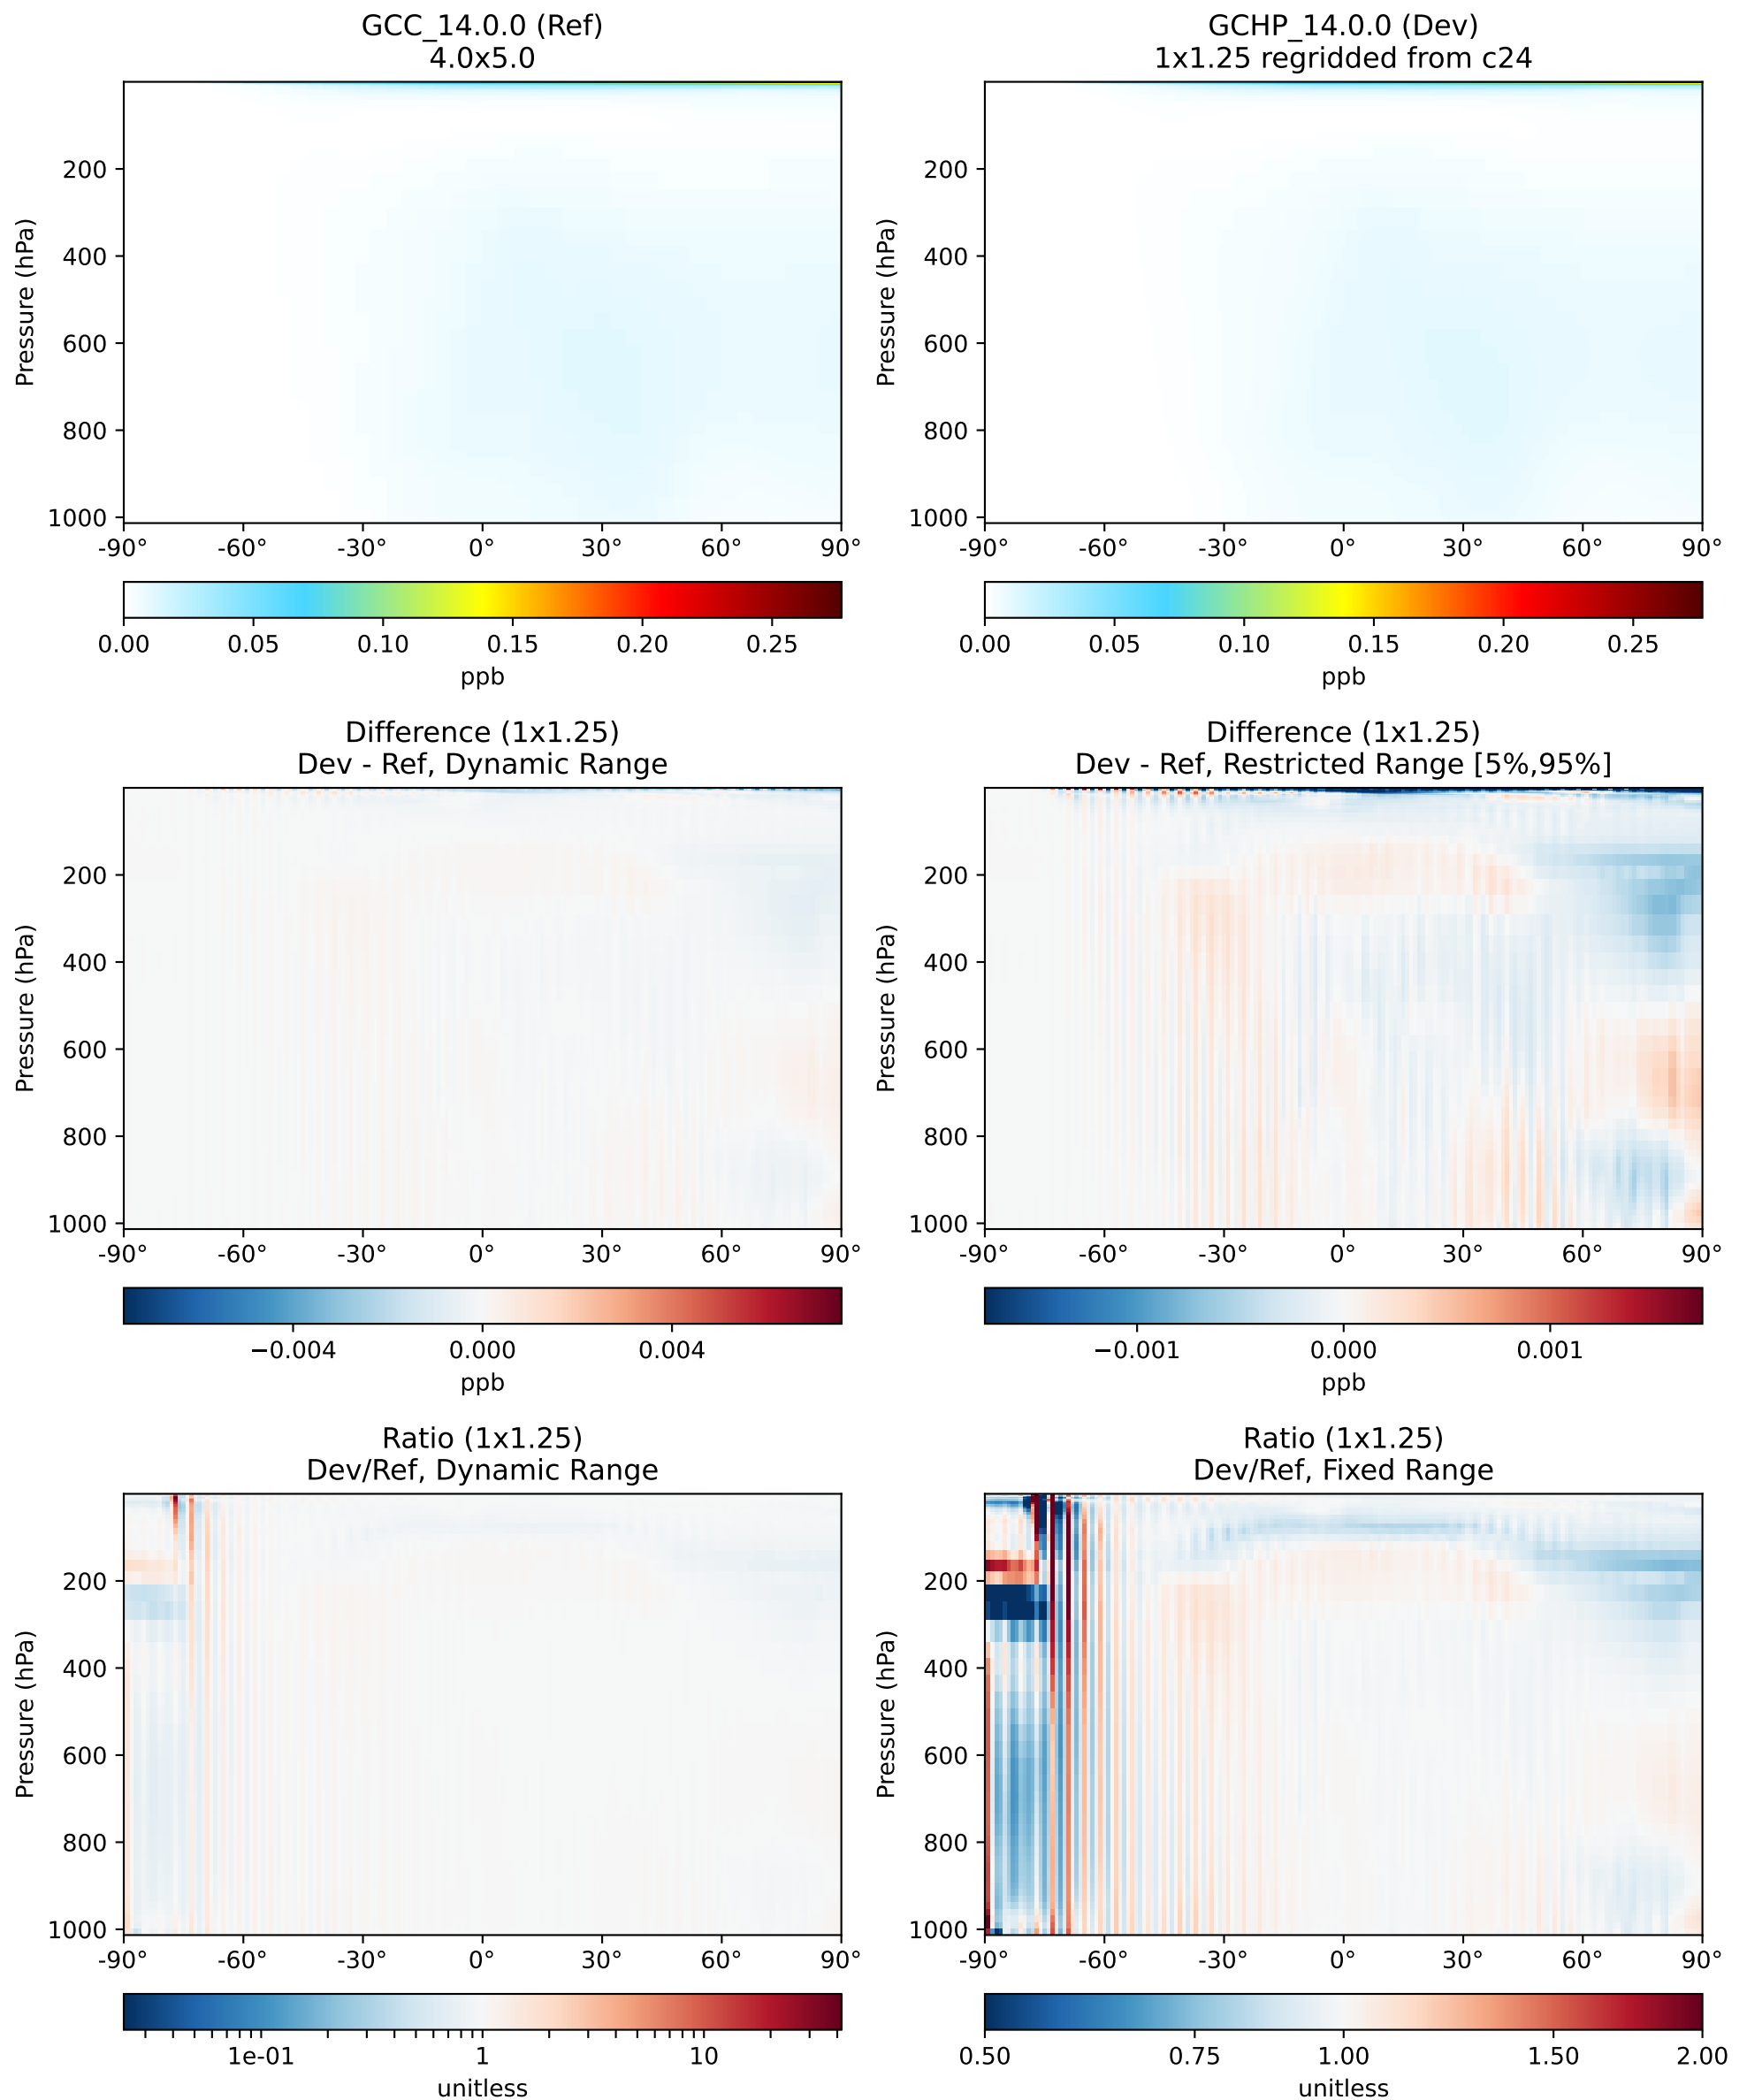 GCC_14.0.0 (Ref)
4.0x5.0
Pressure (hPa)
200
400
600
800
1000
-90° -60° -30° 0° 30° 60° 90°
0.00 0.05 0.10 0.15 0.20 0.25
ppb
GCHP_14.0.0 (Dev)
1x1.25 regridded from c24
Pressure (hPa)
200
400
600
800
1000
-90° -60° -30° 0° 30° 60° 90°
0.00 0.05 0.10 0.15 0.20 0.25
ppb
Difference (1x1.25)
Dev - Ref, Dynamic Range
Pressure (hPa)
200
400
600
800
1000
-90° -60° -30° 0° 30° 60° 90°
−0.004 0.000 0.004
ppb
Difference (1x1.25)
Dev - Ref, Restricted Range [5%,95%]
Pressure (hPa)
200
400
600
800
1000
-90° -60° -30° 0° 30° 60° 90°
−0.001 0.000 0.001
ppb
Ratio (1x1.25)
Dev/Ref, Dynamic Range
Pressure (hPa)
200
400
600
800
1000
-90° -60° -30° 0° 30° 60° 90°
1e-01 1 10
unitless
Ratio (1x1.25)
Dev/Ref, Fixed Range
Pressure (hPa)
200
400
600
800
1000
-90° -60° -30° 0° 30° 60° 90°
0.50 0.75 1.00 1.50 2.00
unitless